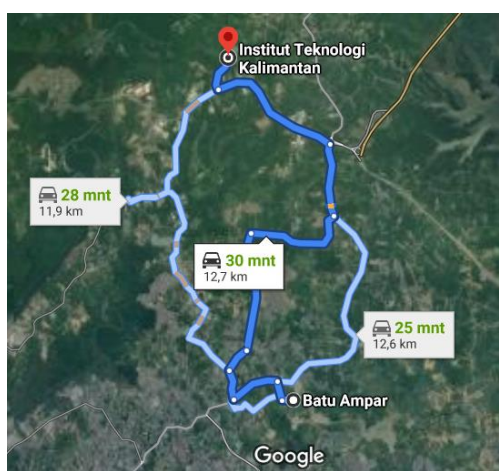 Institut Teknologi
Kalimantan
28 mnt
11,9 km
30 mnt
12,7 km
25 mnt
12,6 km
Batu Ampar
Google